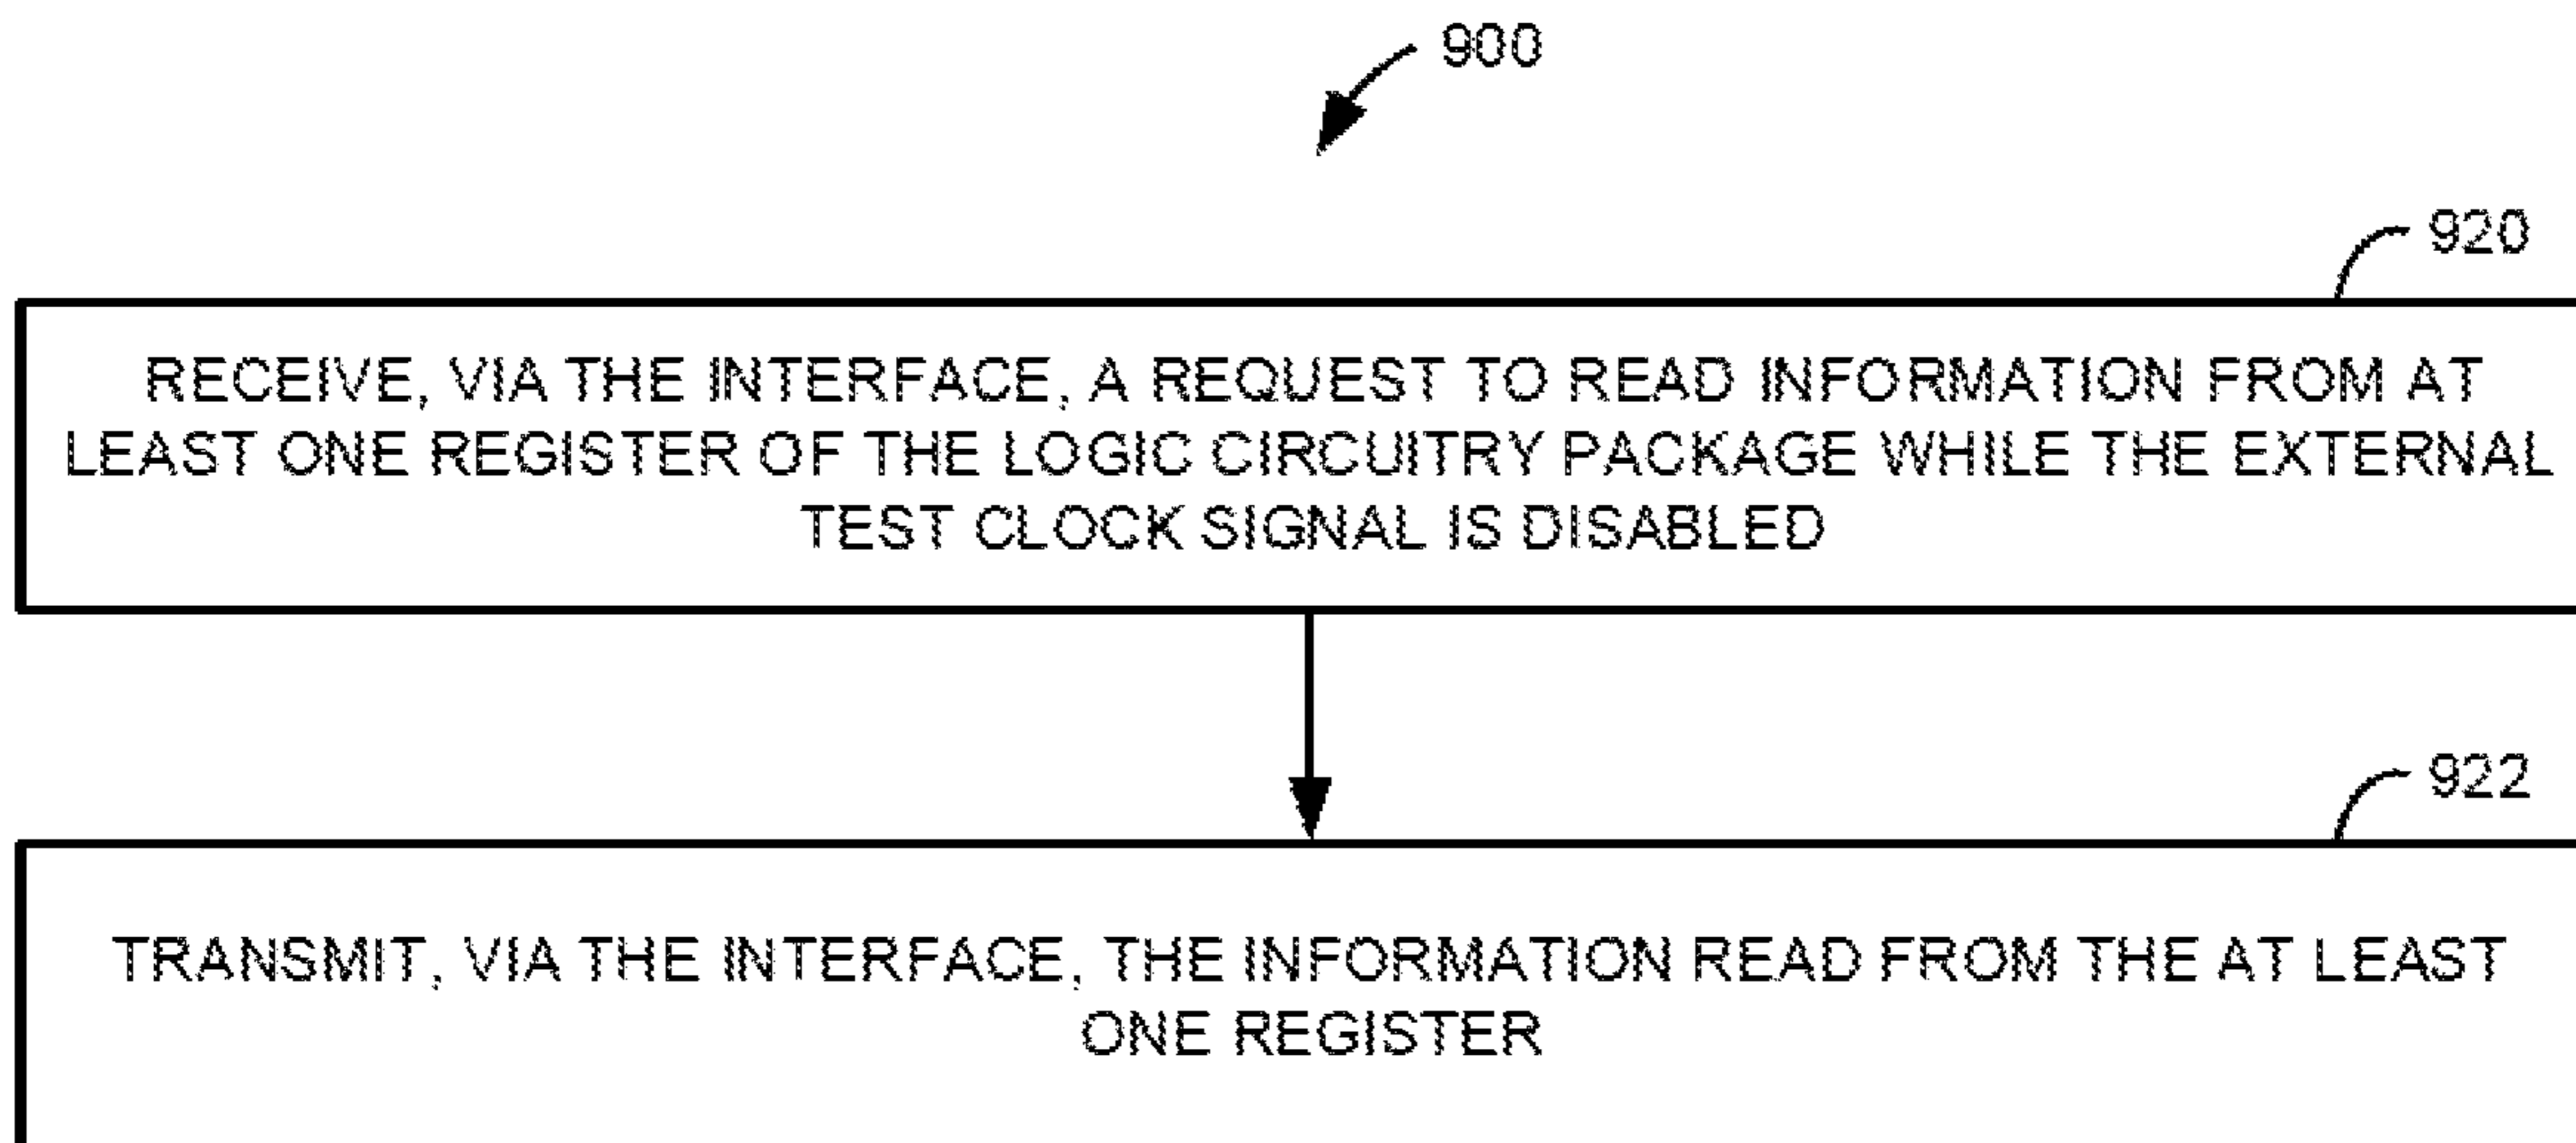 900
920
RECEIVE, VIA THE INTERFACE, A REQUEST TO READ INFORMATION FROM AT
LEAST ONE REGISTER OF THE LOGIC CIRCUITRY PACKAGE WHILE THE EXTERNAL
TEST CLOCK SIGNAL IS DISABLED
922
TRANSMIT, VIA THE INTERFACE, THE INFORMATION READ FROM THE AT LEAST
ONE REGISTER